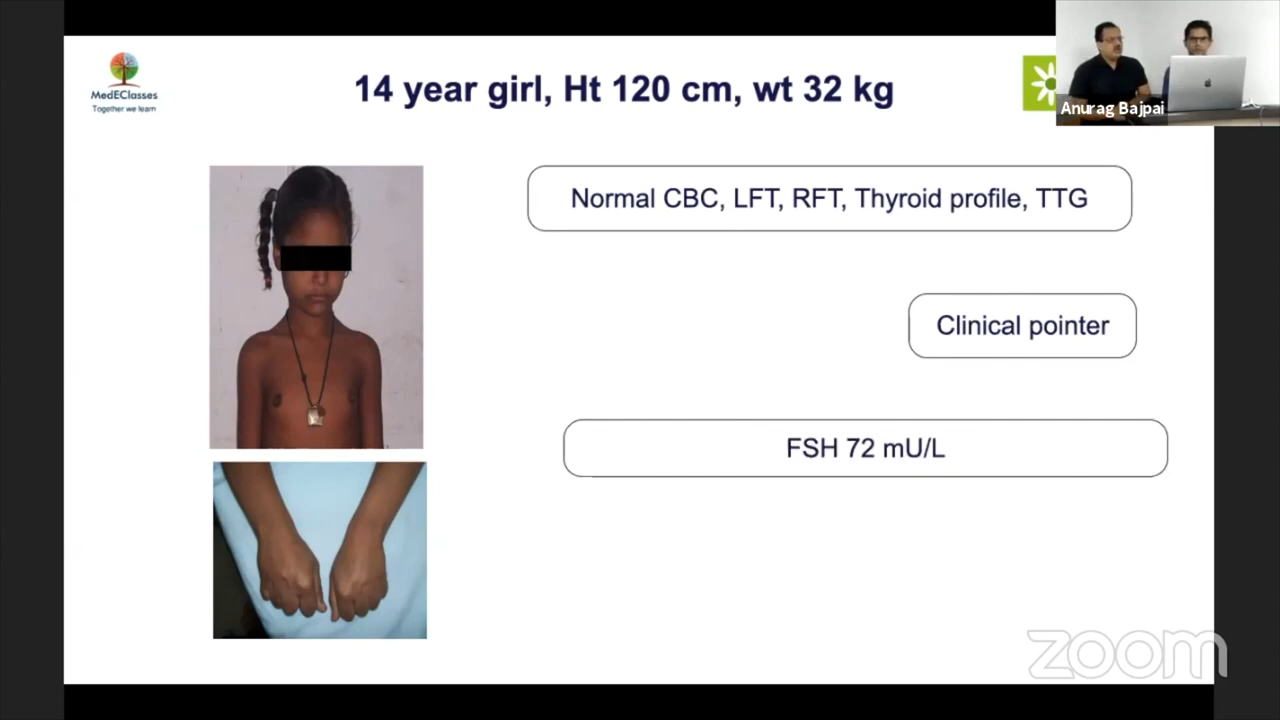 MedEClasses
Together we learn
14 year girl, Ht 120 cm, wt 32 kg
Anurag Bajpai
Normal CBC, LFT, RFT, Thyroid profile, TTG
Clinical pointer
FSH 72 mU/L
zoom